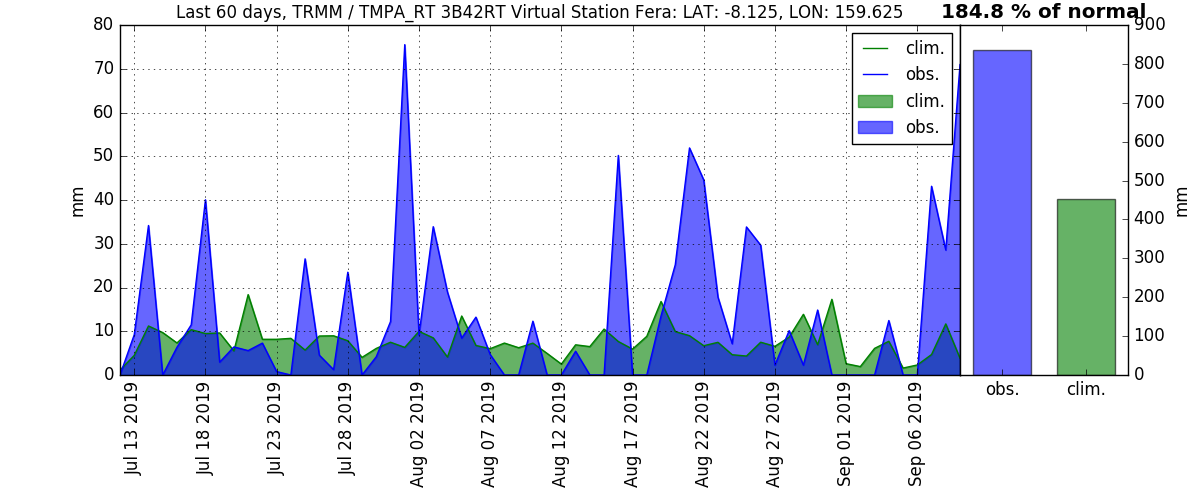 Last 60 days, TRMM / TMPA_RT 3B42RT Virtual Station Fera: LAT: -8.125, LON: 159.625
184.8 % of normal
80
70
60
50
40
30
20
10
0
mm
clim.
obs.
clim.
obs.
Jul 13 2019
Jul 18 2019
Jul 23 2019
Jul 28 2019
Aug 02 2019
Aug 07 2019
Aug 12 2019
Aug 17 2019
Aug 22 2019
Aug 27 2019
Sep 01 2019
Sep 06 2019
900
800
700
600
500
400
300
200
100
0
mm
obs.
clim.